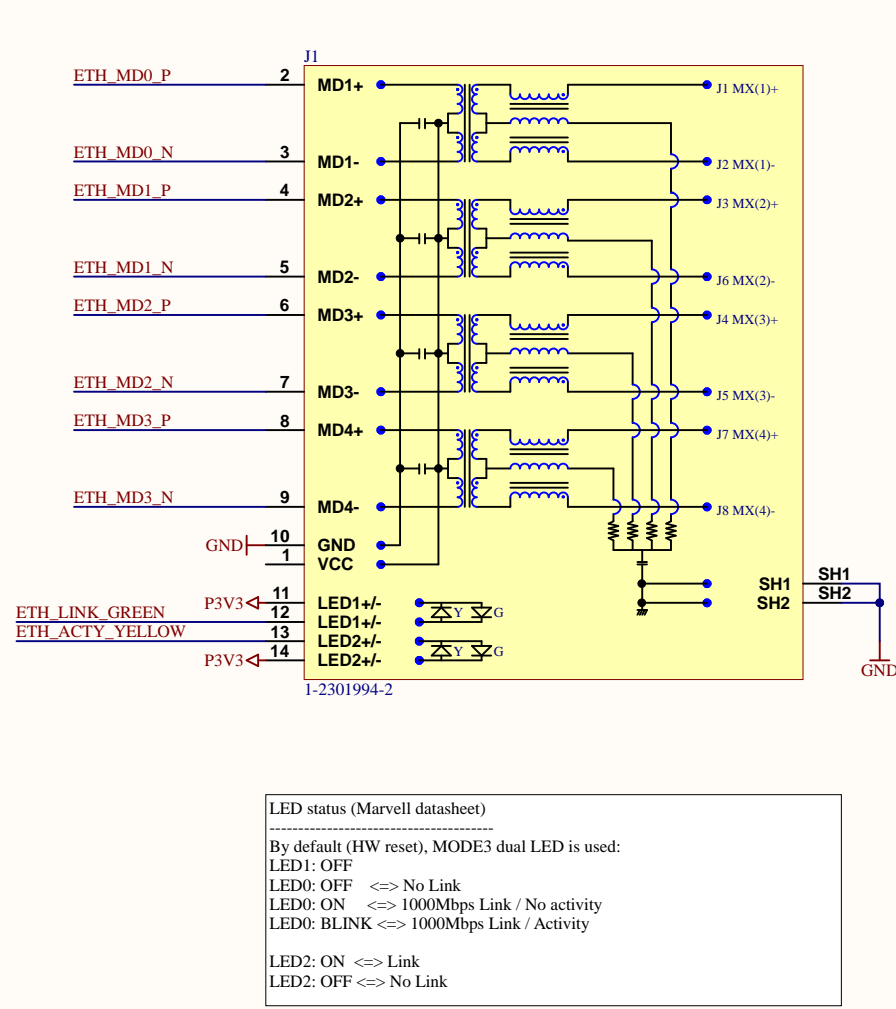 J1
ETH_MD0_P 2 MD1+ J1 MX(1)+
ETH_MD0_N 3 MD1- J2 MX(1)-
ETH_MD1_P 4 MD2+ J3 MX(2)+
ETH_MD1_N 5 MD2- J6 MX(2)-
ETH_MD2_P 6 MD3+ J4 MX(3)+
ETH_MD2_N 7 MD3- J5 MX(3)-
ETH_MD3_P 8 MD4+ J7 MX(4)+
ETH_MD3_N 9 MD4- J8 MX(4)-
GND 10 GND
1 VCC
SH1 SH1
P3V3 11 LED1+/- SH2 SH2
ETH_LINK_GREEN 12 LED1+/- Y G
ETH_ACTY_YELLOW 13 LED2+/-
P3V3 14 LED2+/- Y G
GND
1-2301994-2
LED status (Marvell datasheet)
---------------------------------------
By default (HW reset), MODE3 dual LED is used:
LED1: OFF
LED0: OFF <=> No Link
LED0: ON <=> 1000Mbps Link / No activity
LED0: BLINK <=> 1000Mbps Link / Activity
LED2: ON <=> Link
LED2: OFF <=> No Link